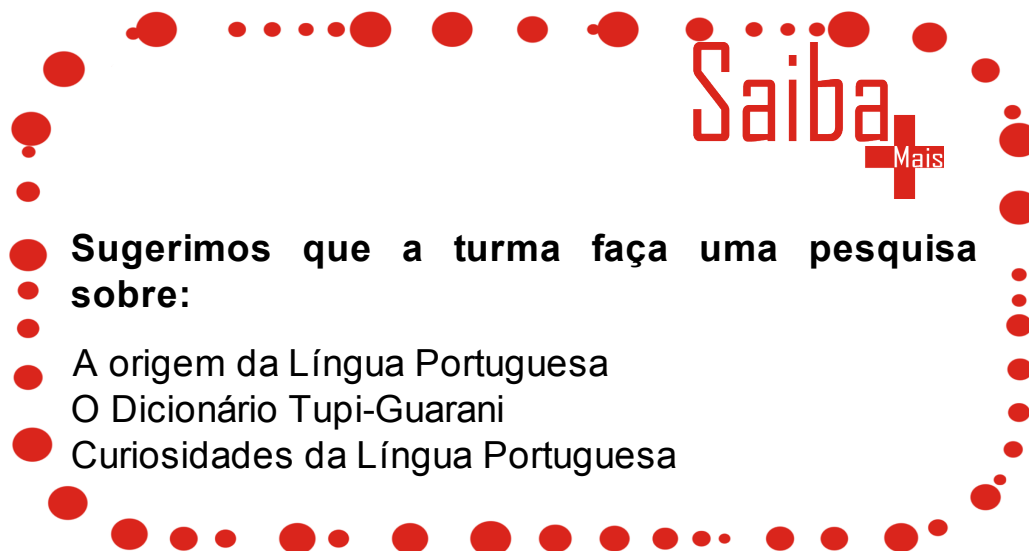 Saiba
Mais
Sugerimos que a turma faça uma pesquisa
sobre:
A origem da Língua Portuguesa
O Dicionário Tupi-Guarani
Curiosidades da Língua Portuguesa